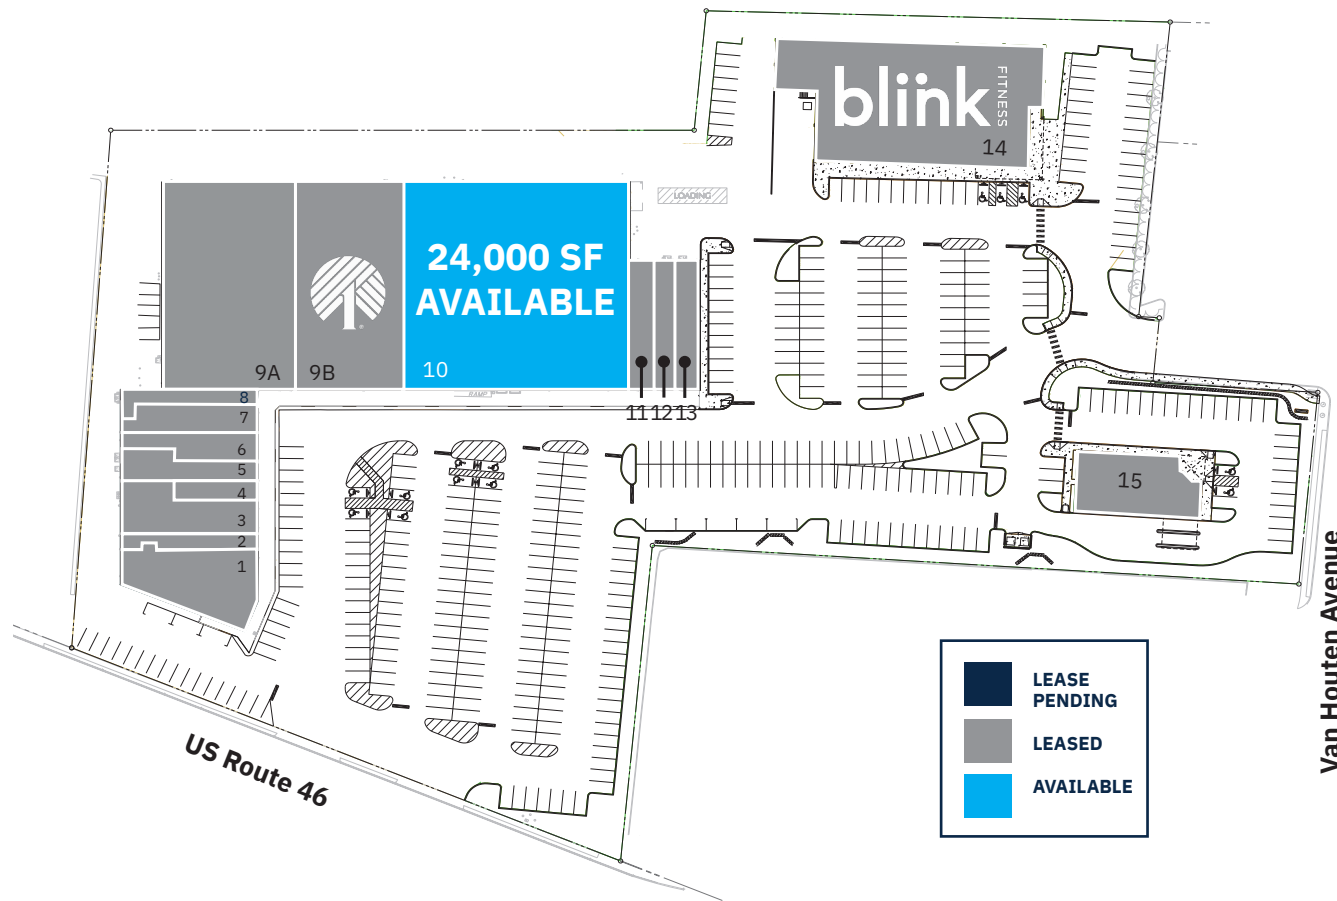 blink
FITNESS
14
LOADING
24,000 SF
AVAILABLE
9A
9B
10
8
11
12
13
RAMP
7
6
5
4
3
2
1
15
Van Houten Avenue
US Route 46
LEASE
PENDING
LEASED
AVAILABLE